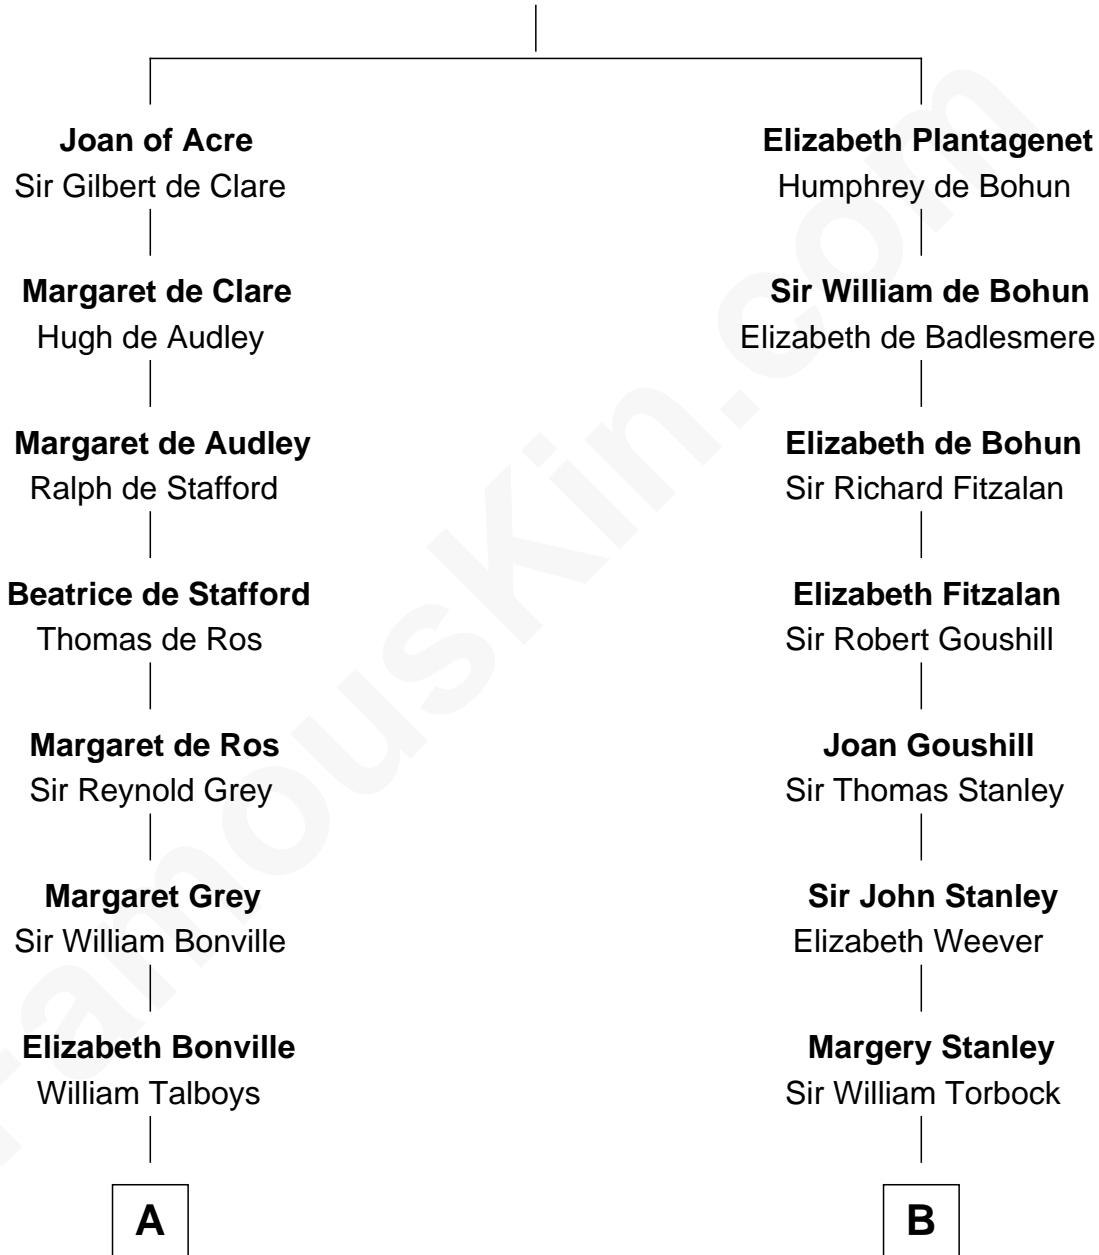 Joan of Acre
Sir Gilbert de Clare
Margaret de Clare
Hugh de Audley
Margaret de Audley
Ralph de Stafford
Beatrice de Stafford
Thomas de Ros
Margaret de Ros
Sir Reynold Grey
Margaret Grey
Sir William Bonville
Elizabeth Bonville
William Talboys
A
Elizabeth Plantagenet
Humphrey de Bohun
Sir William de Bohun
Elizabeth de Badlesmere
Elizabeth de Bohun
Sir Richard Fitzalan
Elizabeth Fitzalan
Sir Robert Goushill
Joan Goushill
Sir Thomas Stanley
Sir John Stanley
Elizabeth Weever
Margery Stanley
Sir William Torbock
B
FamousKin.com